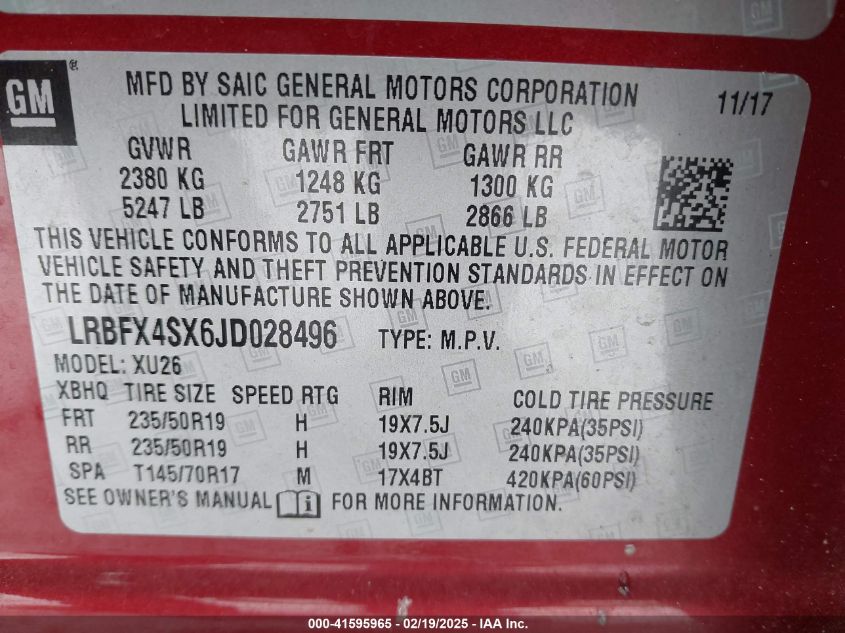 GM ®
MFD BY SAIC GENERAL MOTORS CORPORATION
LIMITED FOR GENERAL MOTORS LLC
11/17
GVWR GAWR FRT GAWR RR
2380 KG 1248 KG 1300 KG
5247 LB 2751 LB 2866 LB
THIS VEHICLE CONFORMS TO ALL APPLICABLE U.S. FEDERAL MOTOR
VEHICLE SAFETY AND THEFT PREVENTION STANDARDS IN EFFECT ON
THE DATE OF MANUFACTURE SHOWN ABOVE.
LRBFX4SX6JD028496 TYPE: M.P.V.
MODEL: XU26
XBHQ TIRE SIZE SPEED RTG RIM COLD TIRE PRESSURE
FRT 235/50R19 H 19X7.5J 240KPA(35PSI)
RR 235/50R19 H 19X7.5J 240KPA(35PSI)
SPA T145/70R17 M 17X4BT 420KPA(60PSI)
SEE OWNER'S MANUAL i FOR MORE INFORMATION.
000-41595965 - 02/19/2025 - IAAI Inc.